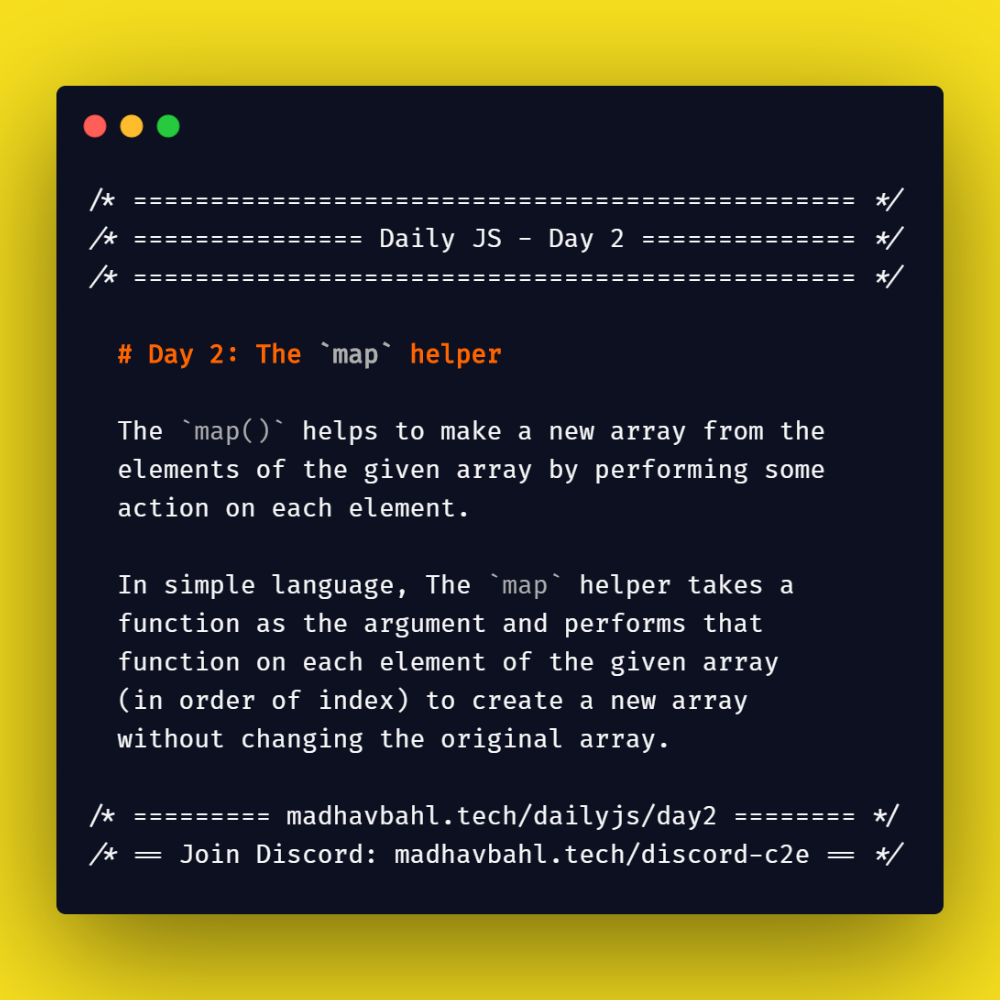 /* =============================================== */
/* =============== Daily JS - Day 2 ============== */
/* =============================================== */
# Day 2: The `map` helper
The `map()` helps to make a new array from the
elements of the given array by performing some
action on each element.
In simple language, The `map` helper takes a
function as the argument and performs that
function on each element of the given array
(in order of index) to create a new array
without changing the original array.
/* ========= madhavbahl.tech/dailyjs/day2 ======== */
/* == Join Discord: madhavbahl.tech/discord-c2e == */